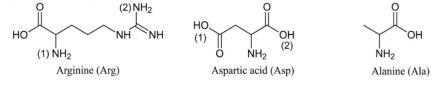 O (2) NH₂ O O
HO NH NH HO (1) OH (2) HO
(1) NH₂ O NH₂ NH₂
Arginine (Arg) Aspartic acid (Asp) Alanine (Ala)